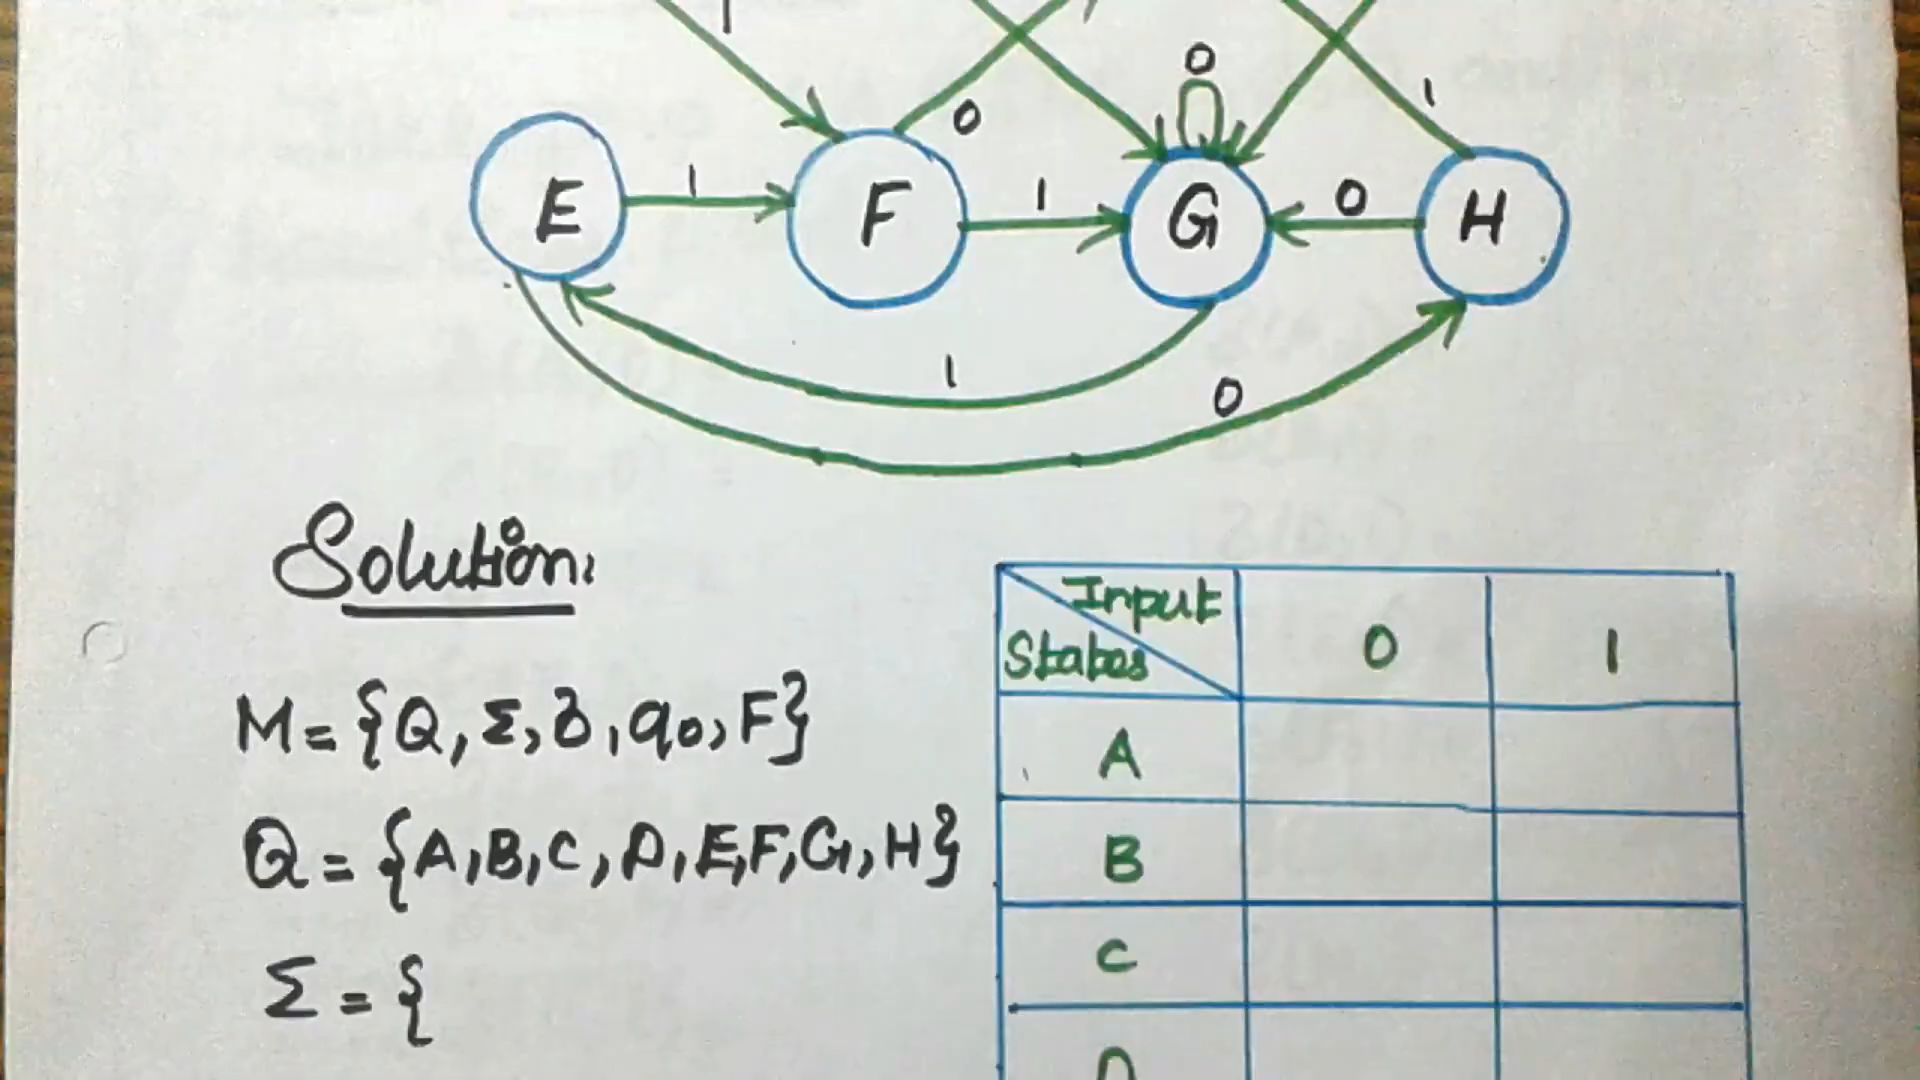 1
0
0
1
E 1 F 1 G 0 H
1
0
Solution:
M = {Q, Σ, δ, q0, F}
Q = {A, B, C, D, E, F, G, H}
Σ = {
Input
States 0 1
A
B
C
D